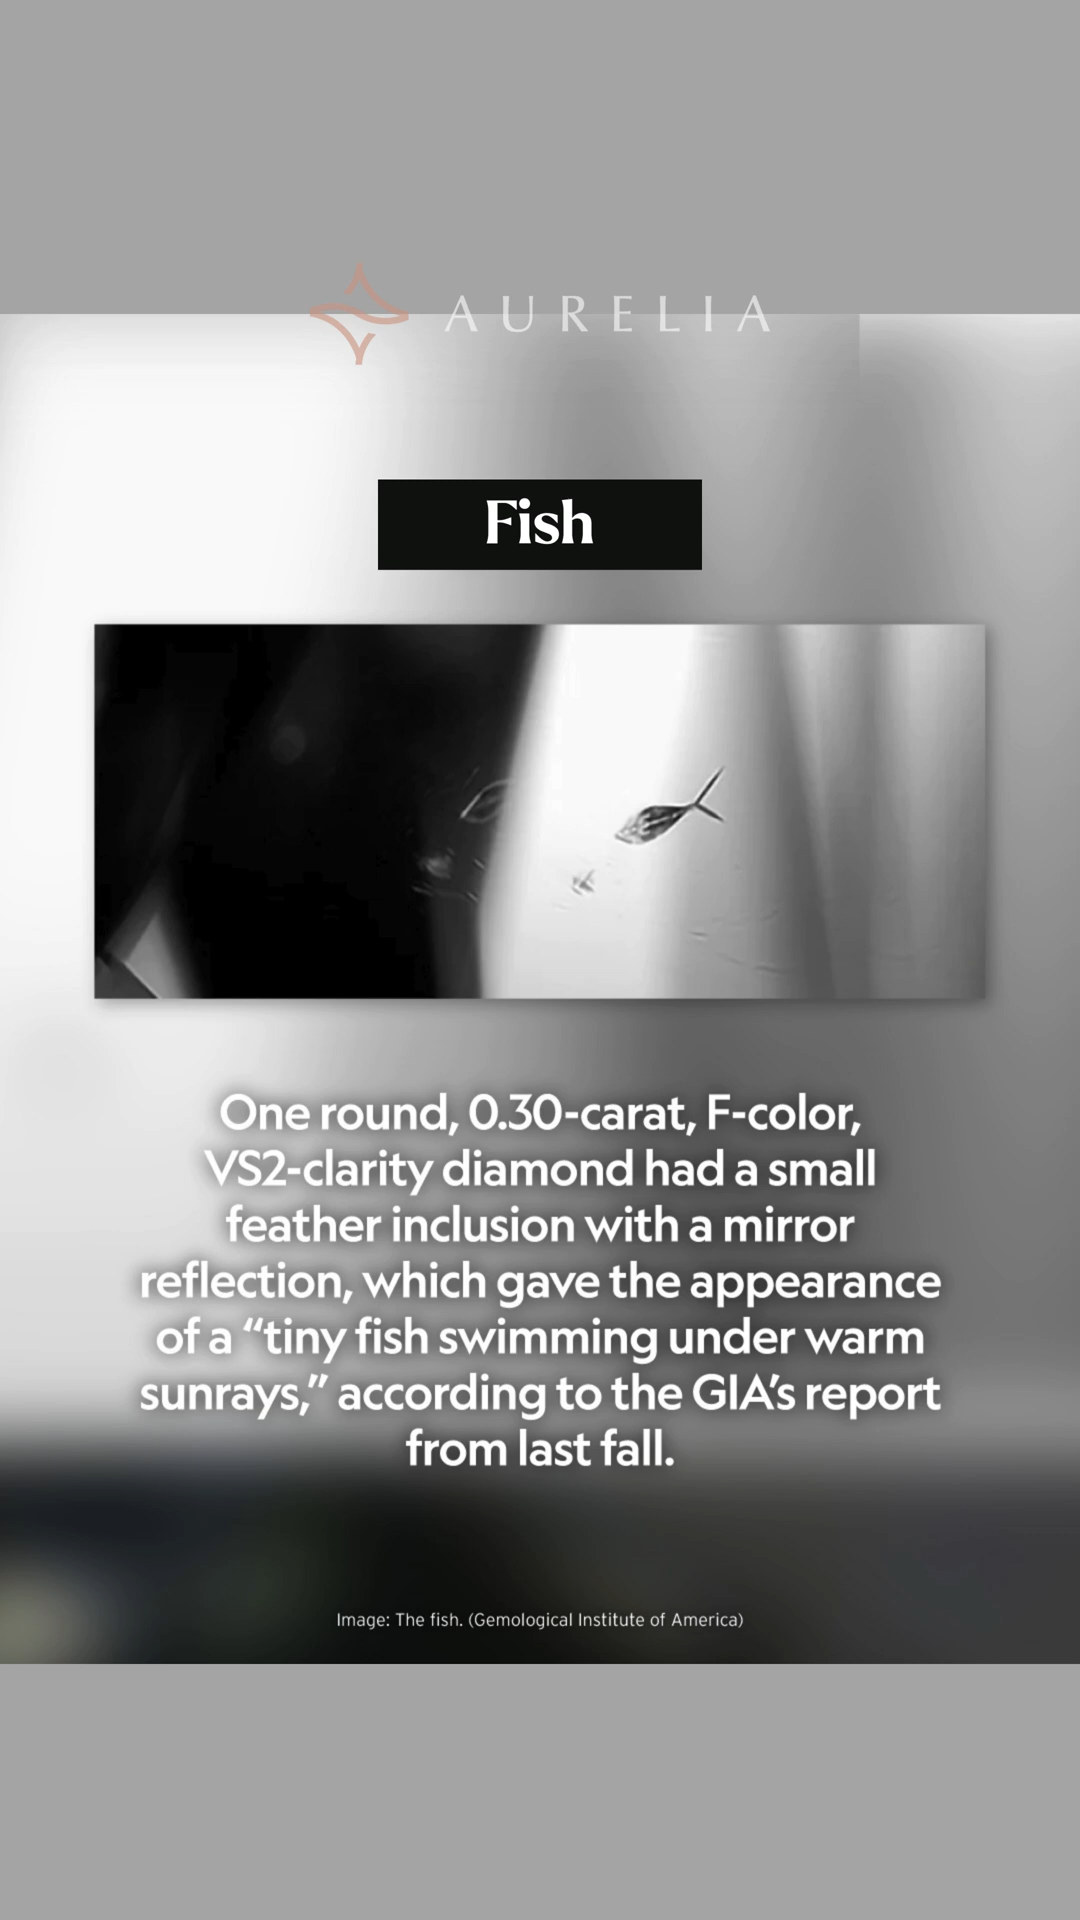 AURELIA
Fish
One round, 0.30-carat, F-color,
VS2-clarity diamond had a small
feather inclusion with a mirror
reflection, which gave the appearance
of a “tiny fish swimming under warm
sunrays,” according to the GIA’s report
from last fall.
Image: The fish. (Gemological Institute of America)